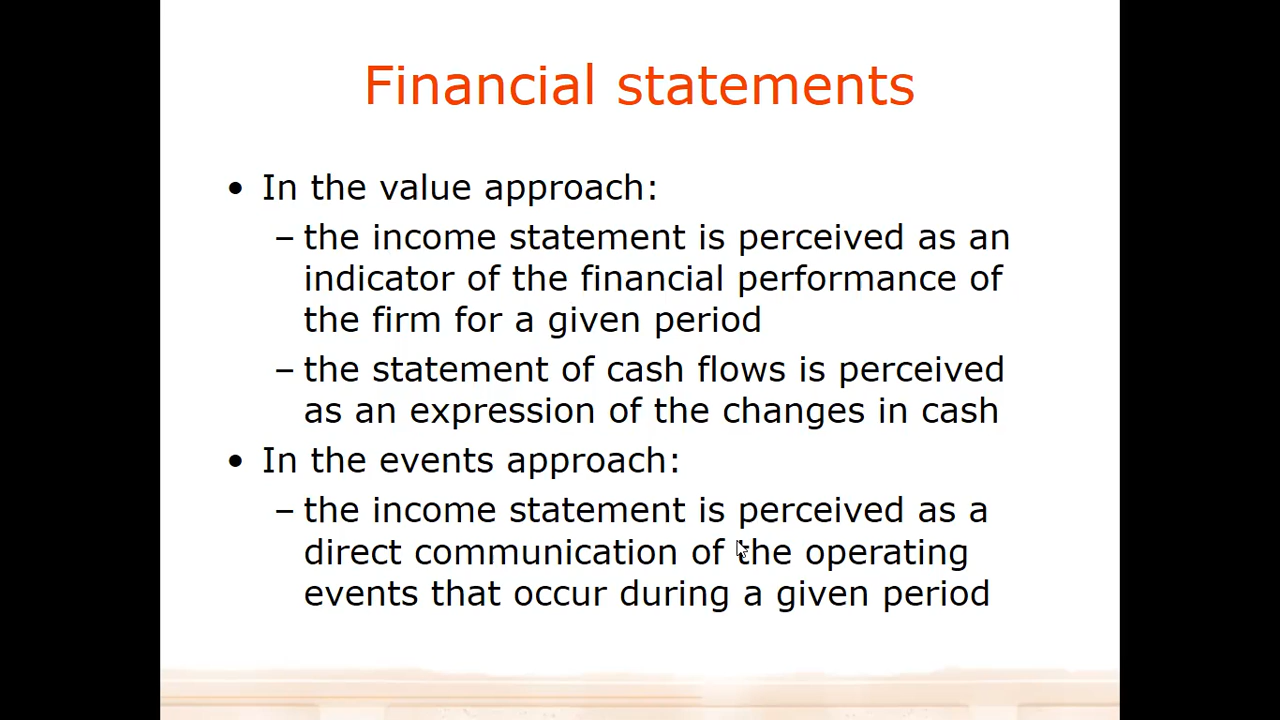 Financial statements
• In the value approach:
– the income statement is perceived as an
indicator of the financial performance of
the firm for a given period
– the statement of cash flows is perceived
as an expression of the changes in cash
• In the events approach:
– the income statement is perceived as a
direct communication of the operating
events that occur during a given period